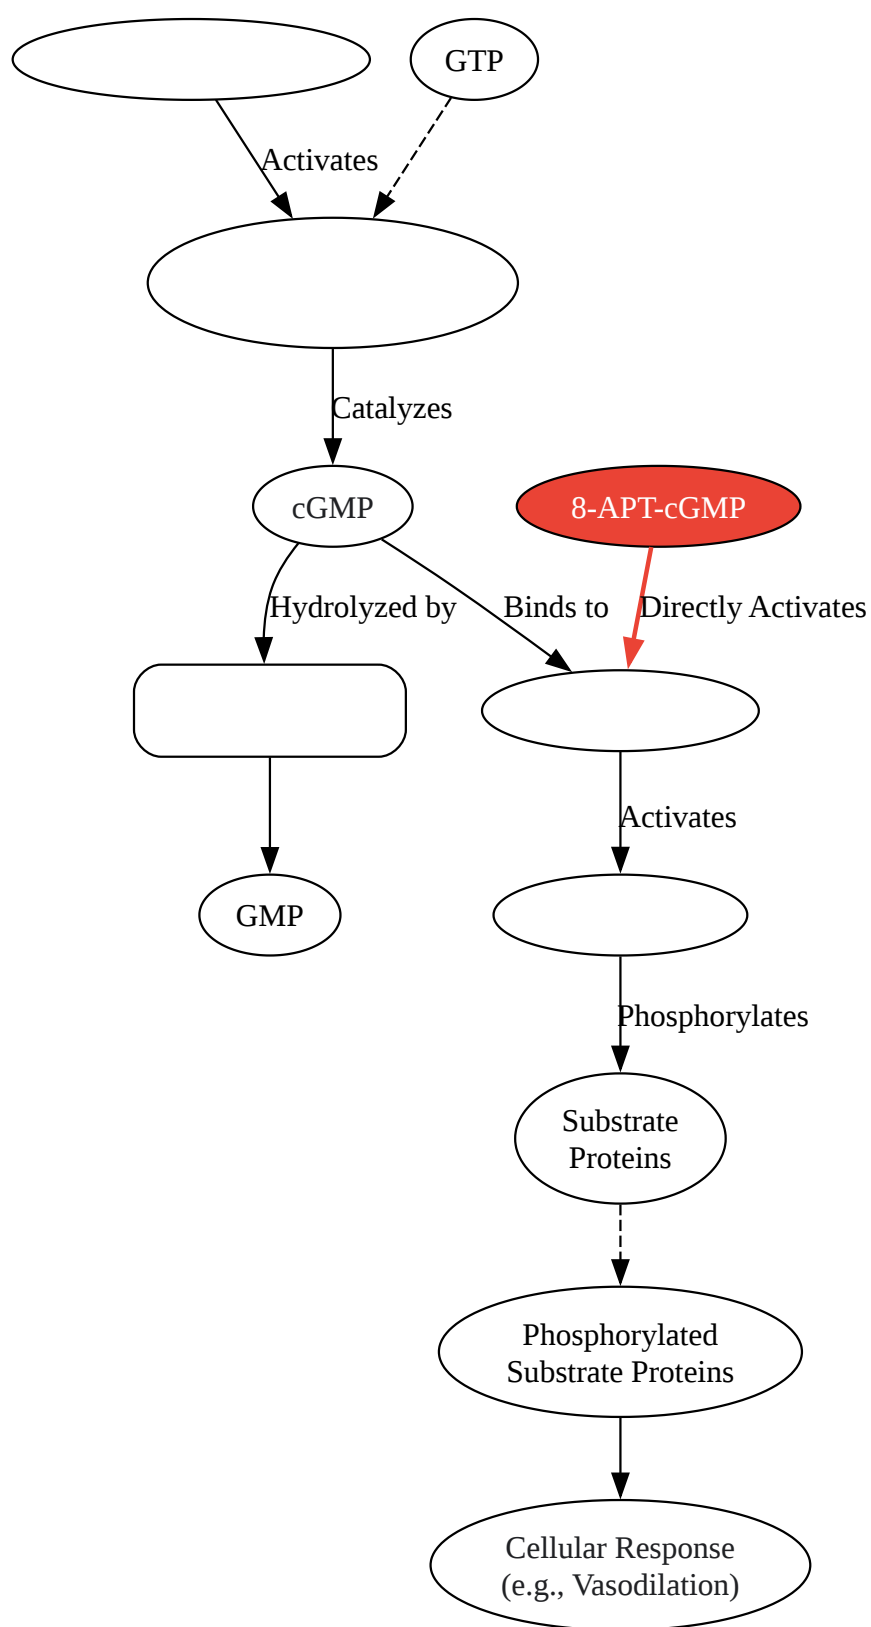 GTP
Activates
Catalyzes
cGMP
8-APT-cGMP
Hydrolyzed by
Binds to
Directly Activates
Activates
GMP
Phosphorylates
Substrate
Proteins
Phosphorylated
Substrate Proteins
Cellular Response
(e.g., Vasodilation)